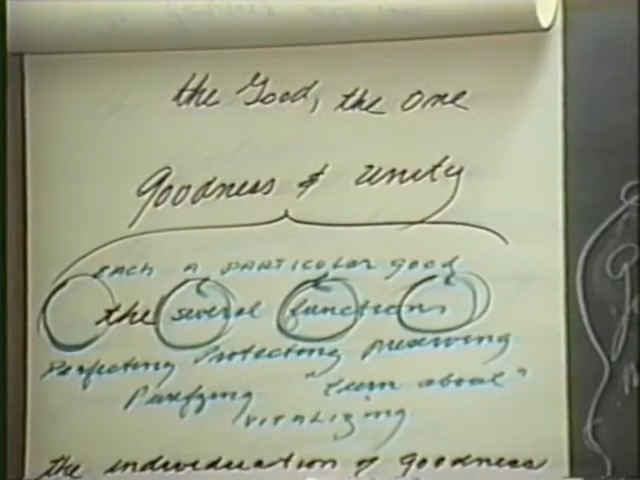 the Good, the One
Goodness & Unity
EACH A PARTICULAR good
the several functions
Perfecting Protecting preserving
Purifying "turn about"
VITALIZING
the individuation of goodness